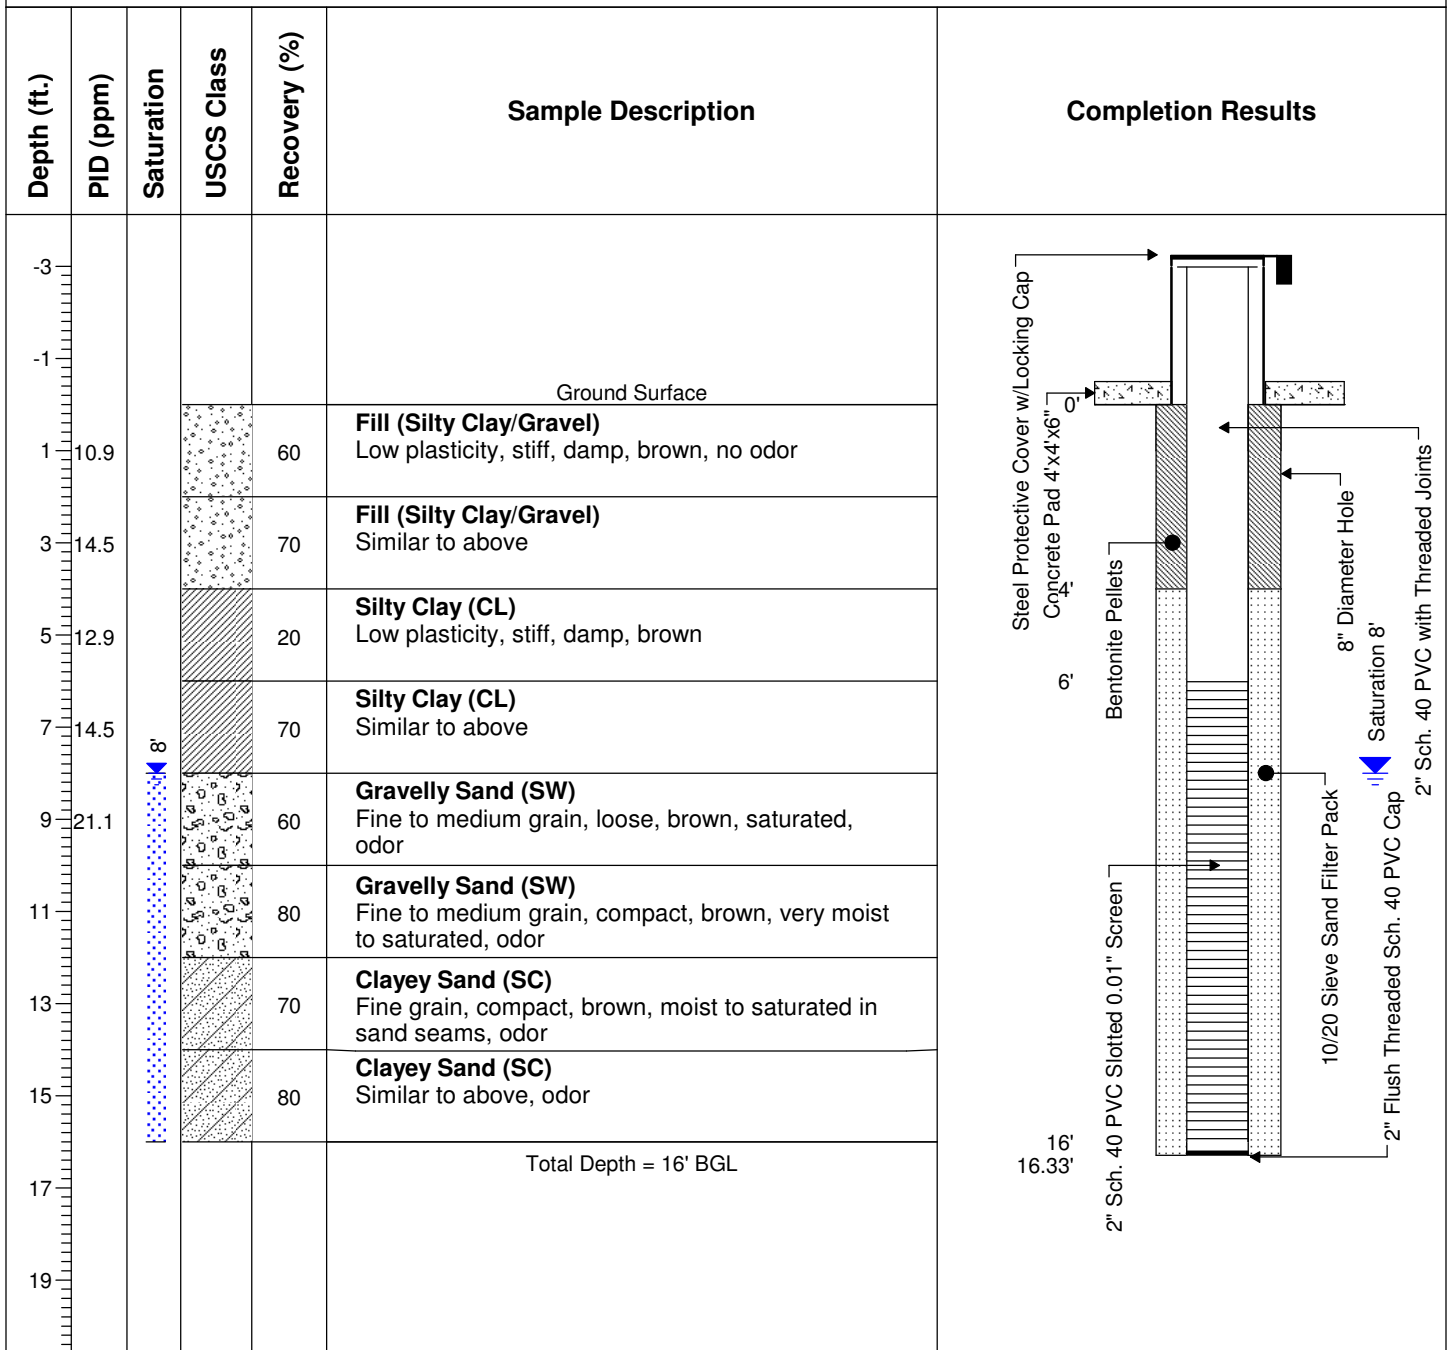 Depth (ft.)
PID (ppm)
Saturation
USCS Class
Recovery (%)
Sample Description
Completion Results
-3
-1
Ground Surface
1
10.9
60
Fill (Silty Clay/Gravel)
Low plasticity, stiff, damp, brown, no odor
3
14.5
70
Fill (Silty Clay/Gravel)
Similar to above
5
12.9
20
Silty Clay (CL)
Low plasticity, stiff, damp, brown
7
14.5
70
Silty Clay (CL)
Similar to above
8'
9
21.1
60
Gravelly Sand (SW)
Fine to medium grain, loose, brown, saturated,
odor
11
80
Gravelly Sand (SW)
Fine to medium grain, compact, brown, very moist
to saturated, odor
13
70
Clayey Sand (SC)
Fine grain, compact, brown, moist to saturated in
sand seams, odor
15
80
Clayey Sand (SC)
Similar to above, odor
Total Depth = 16' BGL
17
19
Steel Protective Cover w/Locking Cap
Concrete Pad 4'x4'x6"
0'
4'
6'
16'
16.33'
Bentonite Pellets
2" Sch. 40 PVC Slotted 0.01" Screen
8" Diameter Hole
10/20 Sieve Sand Filter Pack
Saturation 8'
2" Flush Threaded Sch. 40 PVC Cap
2" Sch. 40 PVC with Threaded Joints